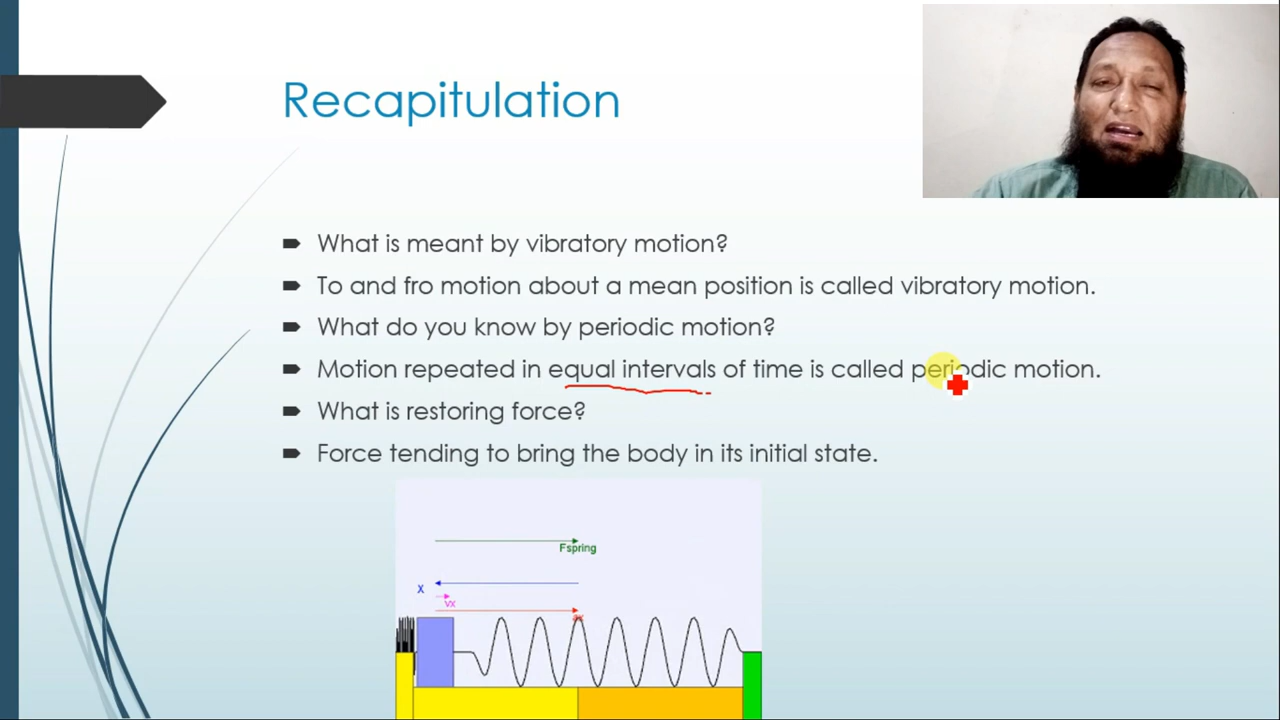 Recapitulation
What is meant by vibratory motion?
To and fro motion about a mean position is called vibratory motion.
What do you know by periodic motion?
Motion repeated in equal intervals of time is called periodic motion.
What is restoring force?
Force tending to bring the body in its initial state.
Fspring
X
vx